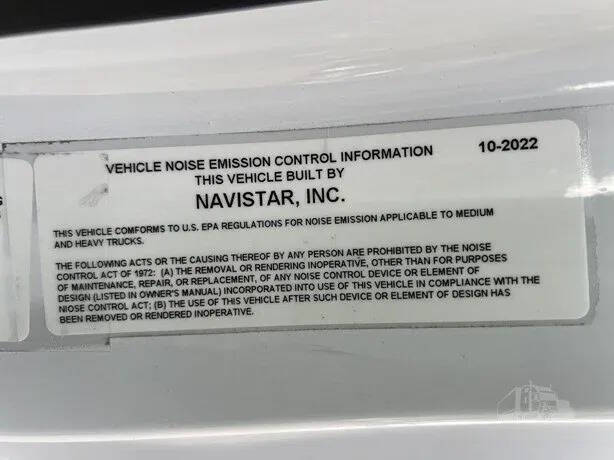 VEHICLE NOISE EMISSION CONTROL INFORMATION 10-2022
THIS VEHICLE BUILT BY
NAVISTAR, INC.
THIS VEHICLE COMFORMS TO U.S. EPA REGULATIONS FOR NOISE EMISSION APPLICABLE TO MEDIUM
AND HEAVY TRUCKS.
THE FOLLOWING ACTS OR THE CAUSING THEREOF BY ANY PERSON ARE PROHIBITED BY THE NOISE
CONTROL ACT OF 1972: (A) THE REMOVAL OR RENDERING INOPERATIVE, OTHER THAN FOR PURPOSES
OF MAINTENANCE, REPAIR, OR REPLACEMENT, OF ANY NOISE CONTROL DEVICE OR ELEMENT OF
DESIGN (LISTED IN OWNER'S MANUAL) INCORPORATED INTO USE OF THIS VEHICLE IN COMPLIANCE WITH THE
NIOSE CONTROL ACT; (B) THE USE OF THIS VEHICLE AFTER SUCH DEVICE OR ELEMENT OF DESIGN HAS
BEEN REMOVED OR RENDERED INOPERATIVE.